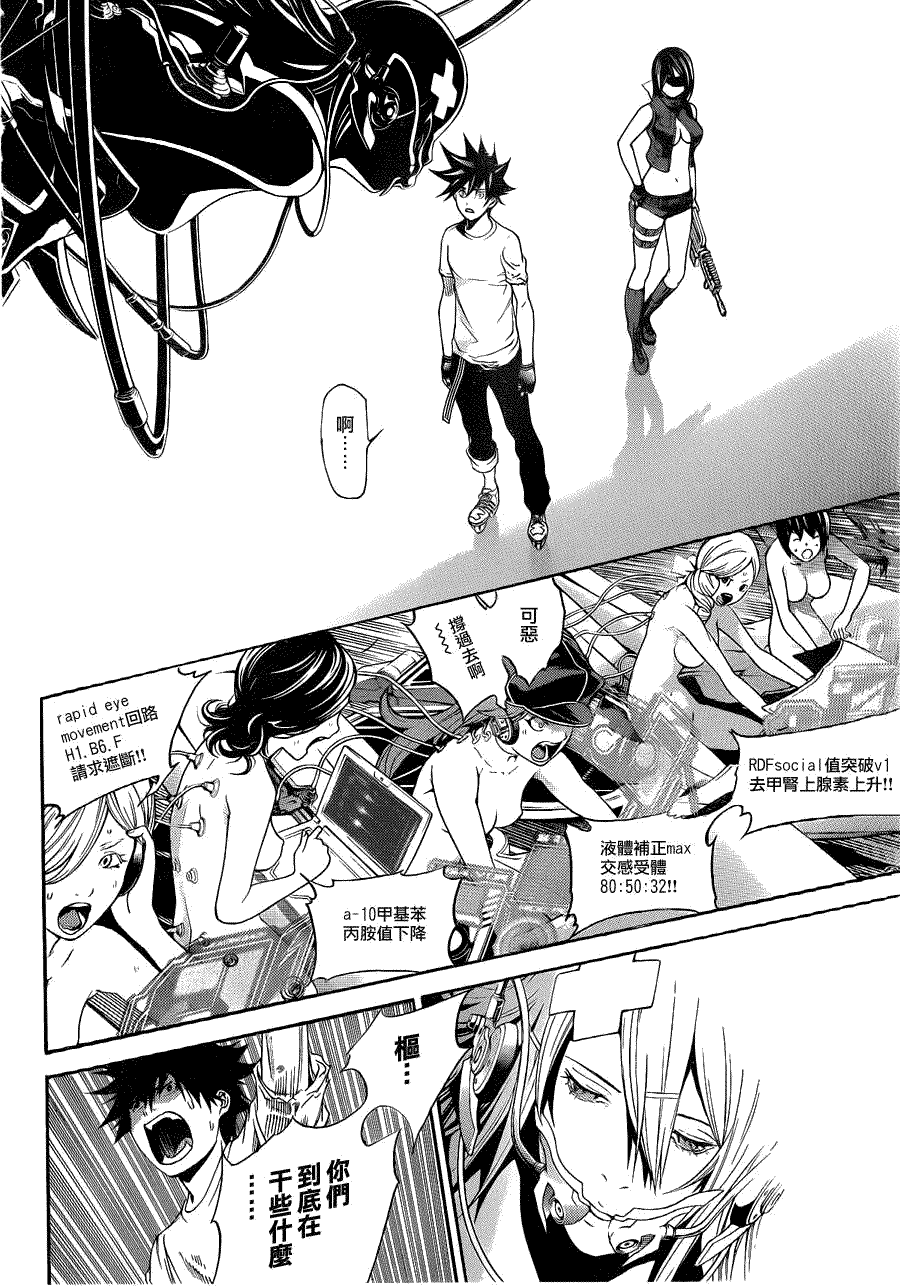 啊
……
可惡
撐過去啊
RDFsocial值突破v1
去甲腎上腺素上升!!
液體補正max
交感受體
80:50:32!!
rapid eye
movement回路
H1.B6.F
請求遮斷!!
a-10甲基苯
丙胺值下降
樞…
你們
到底在
干些什麼
……